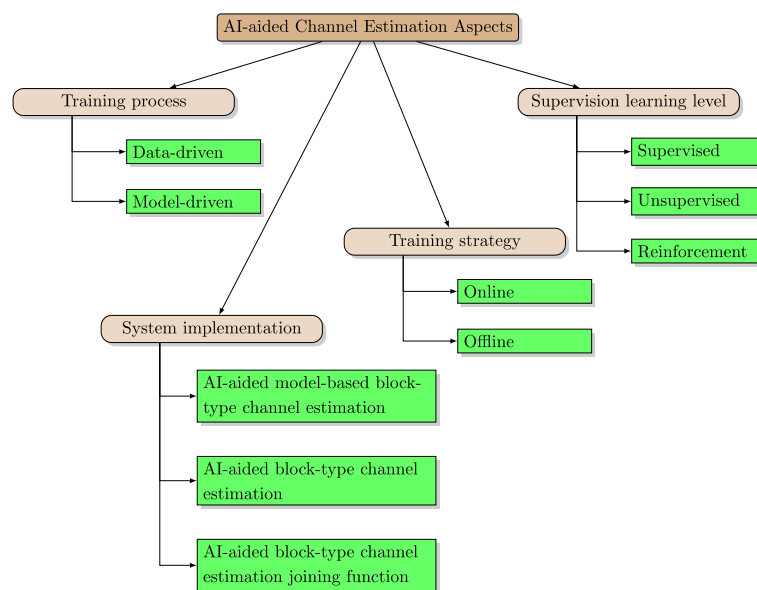 AI-aided Channel Estimation Aspects
Training process
Data-driven
Model-driven
Supervision learning level
Supervised
Unsupervised
Reinforcement
Training strategy
Online
Offline
System implementation
AI-aided model-based block-
type channel estimation
AI-aided block-type channel
estimation
AI-aided block-type channel
estimation joining function